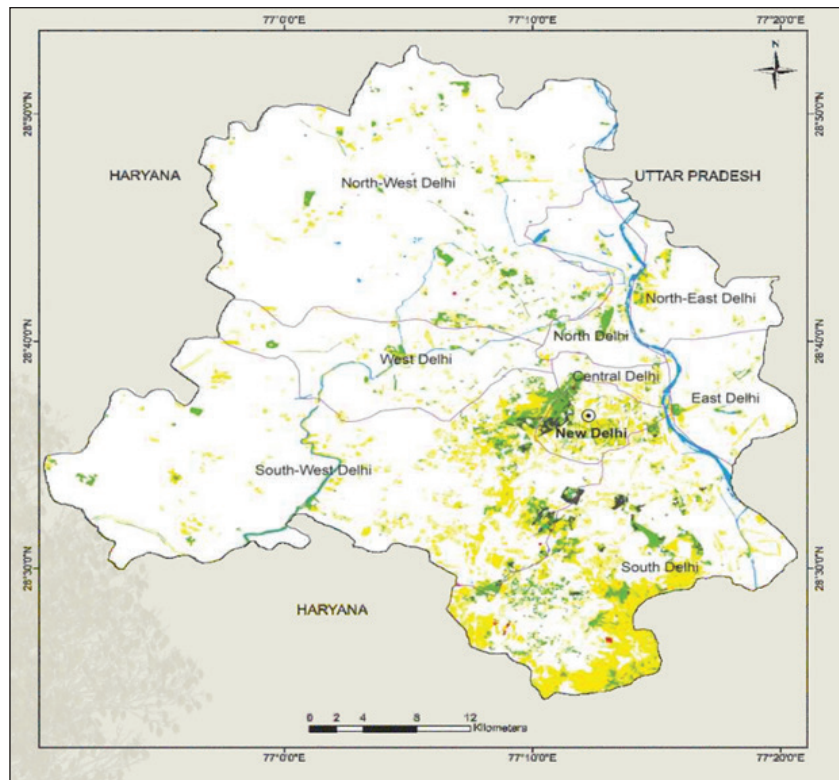 77°0'0"E 77°10'0"E 77°20'0"E
N
28°50'0"N 28°50'0"N
HARYANA
UTTAR PRADESH
North-West Delhi
North-East Delhi
28°40'0"N 28°40'0"N
North Delhi
West Delhi
Central Delhi
East Delhi
New Delhi
South-West Delhi
28°30'0"N 28°30'0"N
South Delhi
HARYANA
0 2 4 8 12
Kilometers
77°0'0"E 77°10'0"E 77°20'0"E